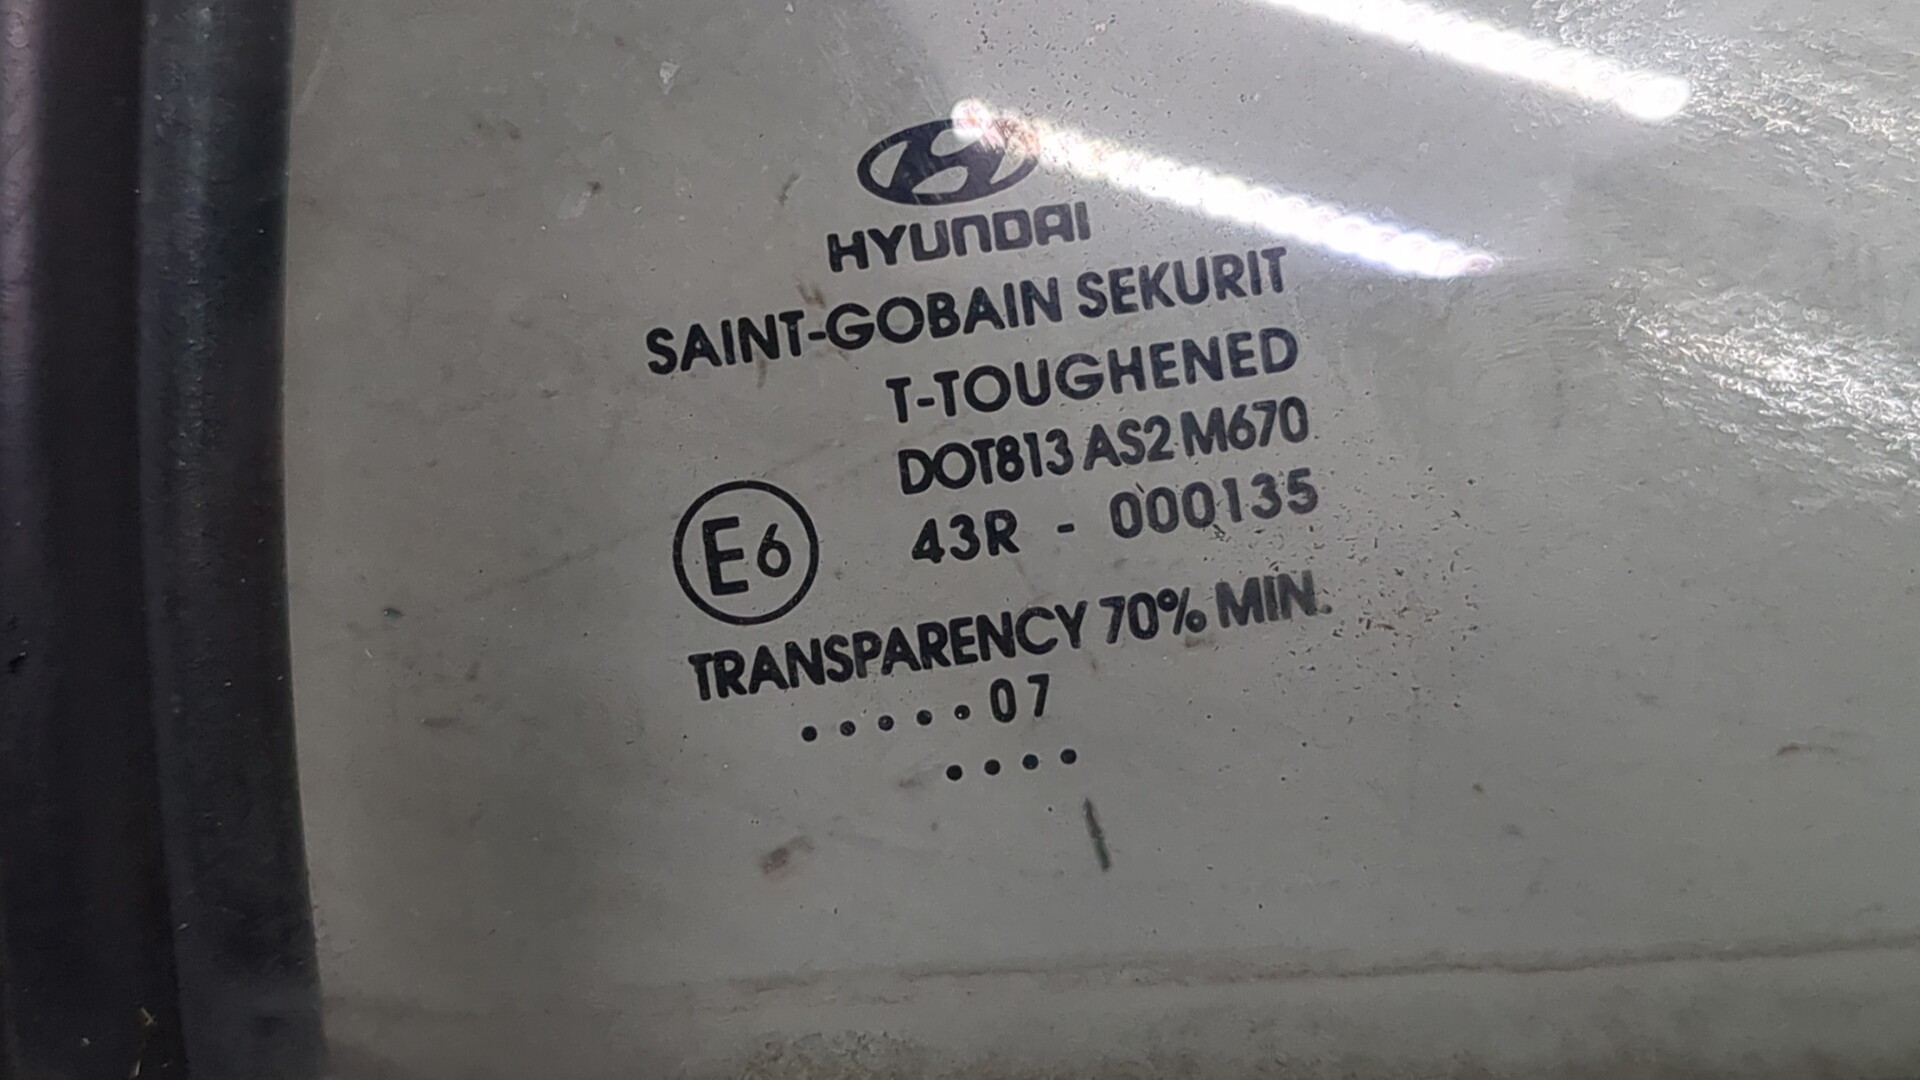 HYUNDAI
SAINT-GOBAIN SEKURIT
T-TOUGHENED
DOT813 AS2 M670
E6 43R - 000135
TRANSPARENCY 70% MIN.
.....07
....